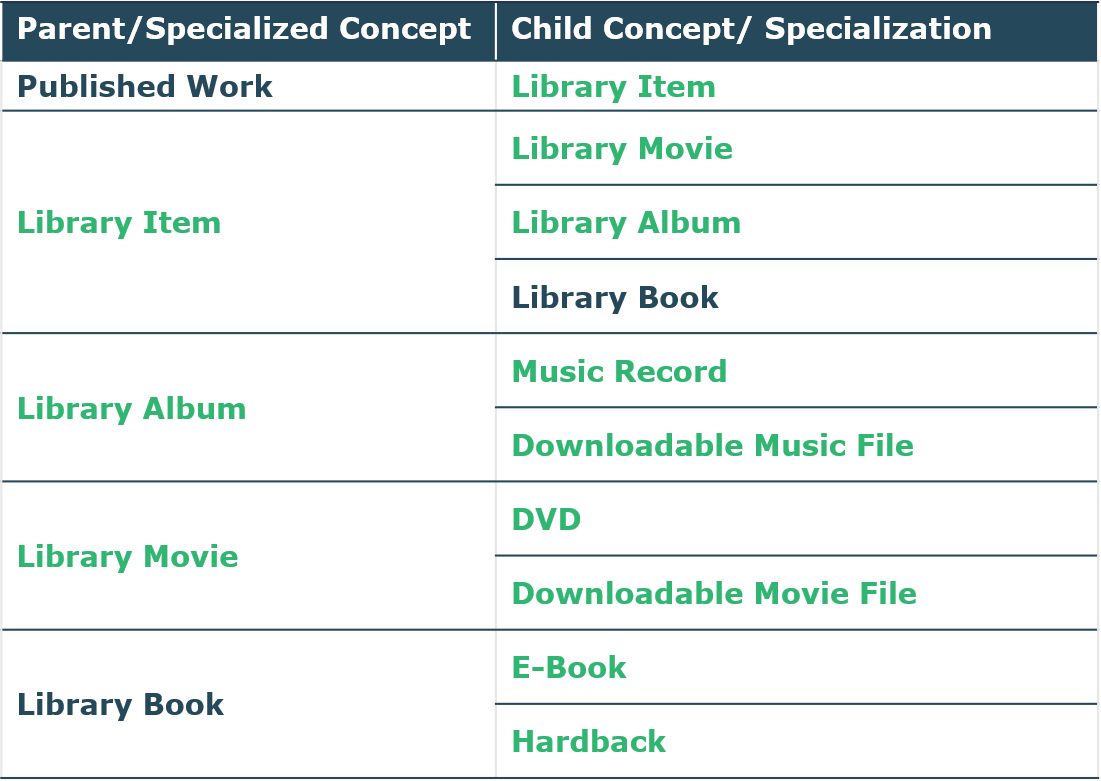 Parent/Specialized Concept
Child Concept/ Specialization
Published Work
Library Item
Library Item
Library Movie
Library Album
Library Book
Library Album
Music Record
Downloadable Music File
Library Movie
DVD
Downloadable Movie File
Library Book
E-Book
Hardback